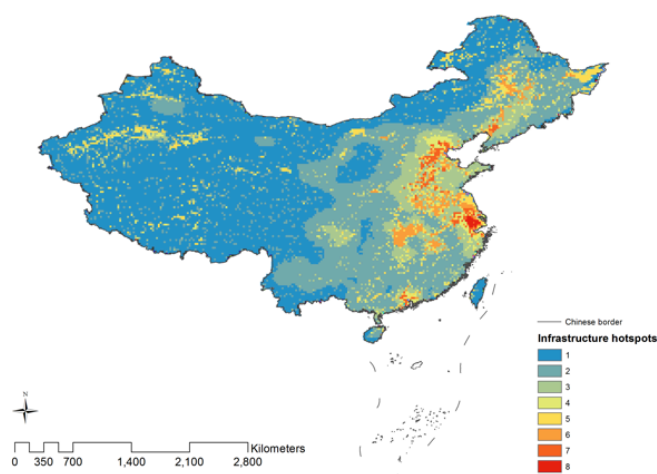 Chinese border
Infrastructure hotspots
1
2
3
4
5
6
7
8
N
Kilometers
0 350 700 1,400 2,100 2,800